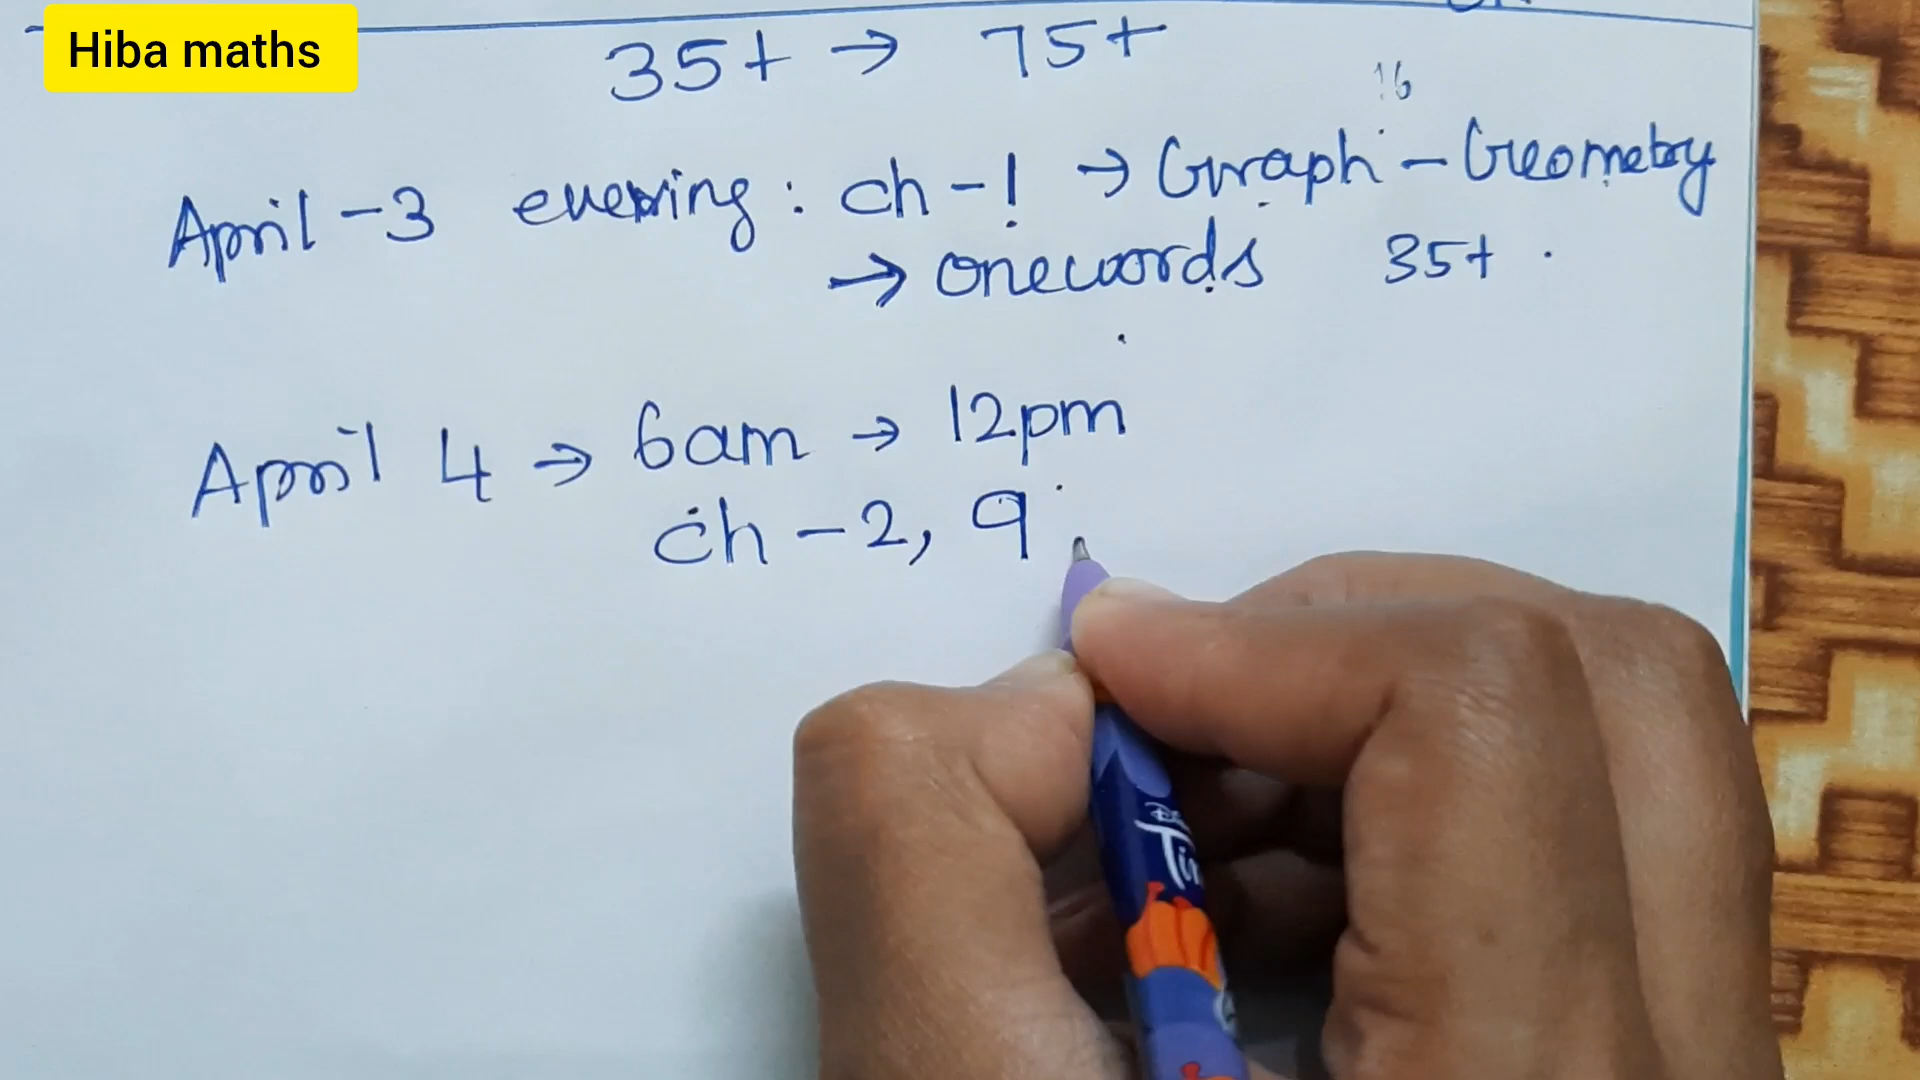 Hiba maths
35+ → 75+
16
April - 3 evening : ch - 1 → Graph - Geometry
→ onewords 35+
April 4 → 6am → 12pm
ch - 2, 9
Ti